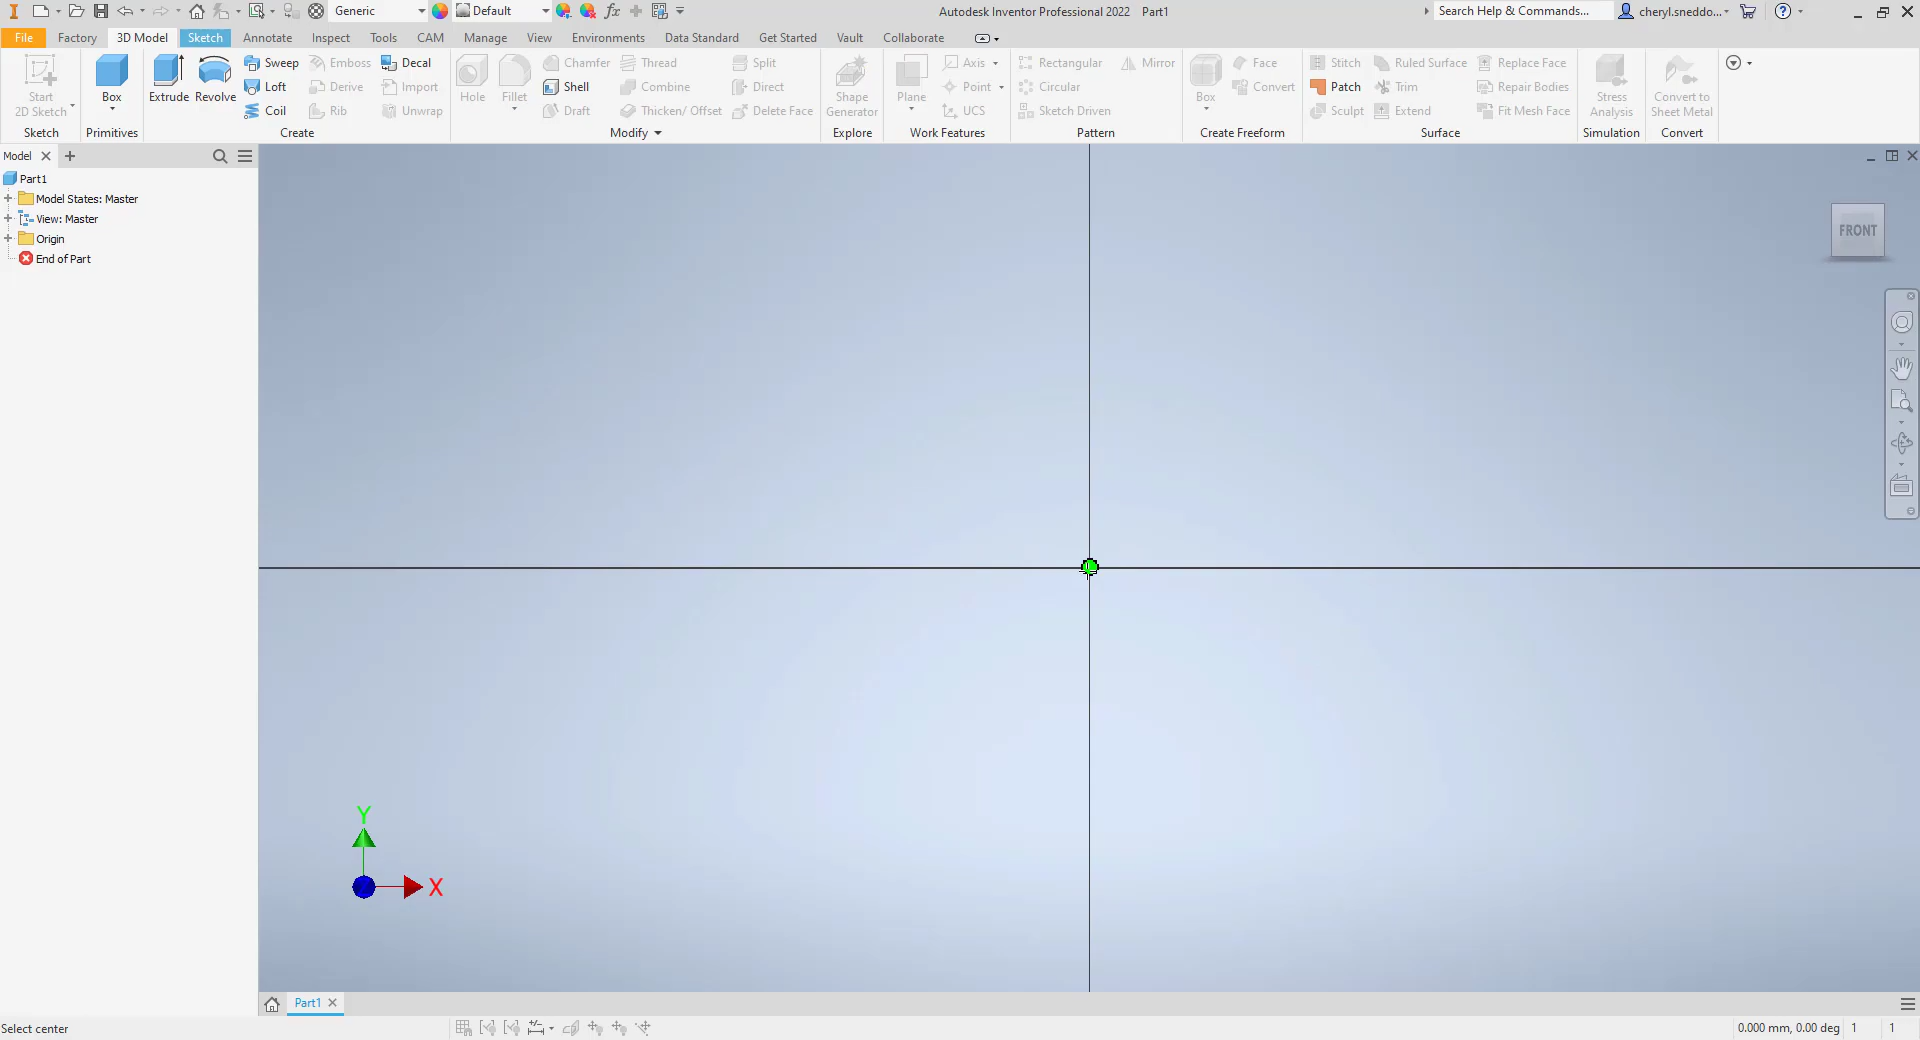 Generic
Default
Autodesk Inventor Professional 2022 Part1
Search Help & Commands...
cheryl.sneddo...
File Factory 3D Model Sketch Annotate Inspect Tools CAM Manage View Environments Data Standard Get Started Vault Collaborate
Start
2D Sketch
Sketch
Box
Primitives
Extrude
Revolve
Sweep
Loft
Coil
Emboss
Derive
Rib
Decal
Import
Unwrap
Create
Hole
Fillet
Chamfer
Shell
Draft
Thread
Combine
Thicken/ Offset
Split
Direct
Delete Face
Modify
Shape
Generator
Explore
Plane
Axis
Point
UCS
Work Features
Rectangular
Circular
Sketch Driven
Mirror
Pattern
Box
Face
Convert
Create Freeform
Stitch
Patch
Sculpt
Ruled Surface
Trim
Extend
Replace Face
Repair Bodies
Fit Mesh Face
Surface
Stress
Analysis
Simulation
Convert to
Sheet Metal
Convert
Model
Part1
Model States: Master
View: Master
Origin
End of Part
FRONT
Y
X
Part1
Select center
0.000 mm, 0.00 deg 1 1